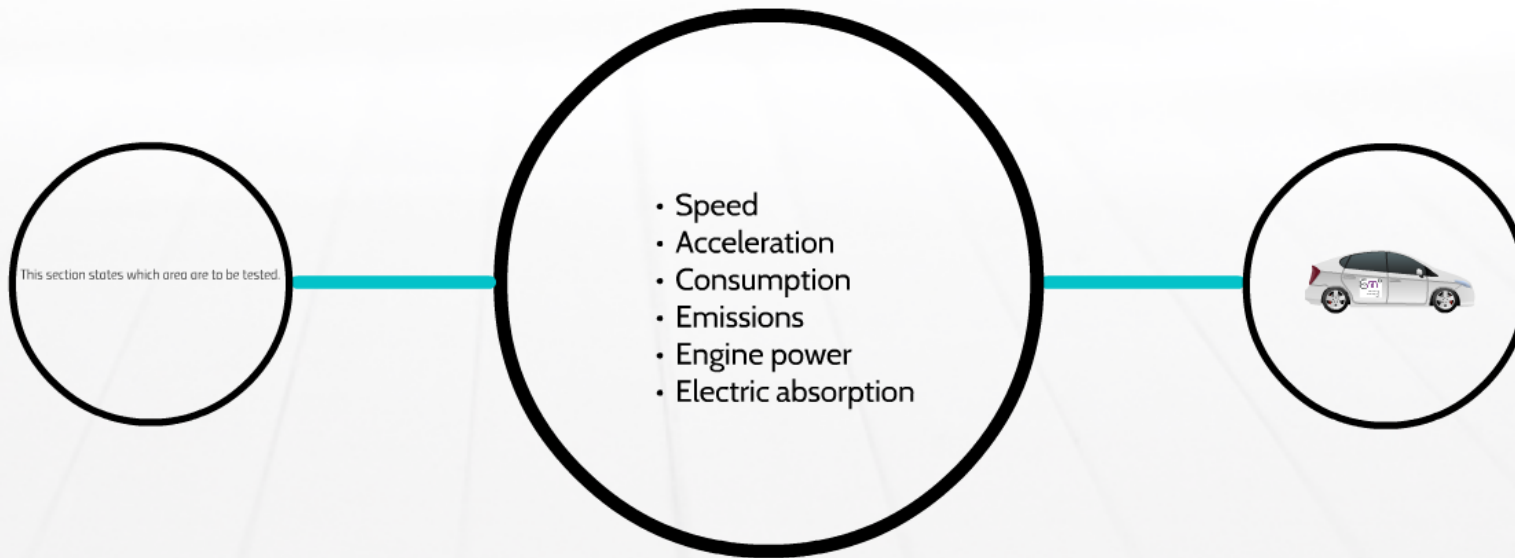 This section states which area are to be tested.
• Speed
• Acceleration
• Consumption
• Emissions
• Engine power
• Electric absorption